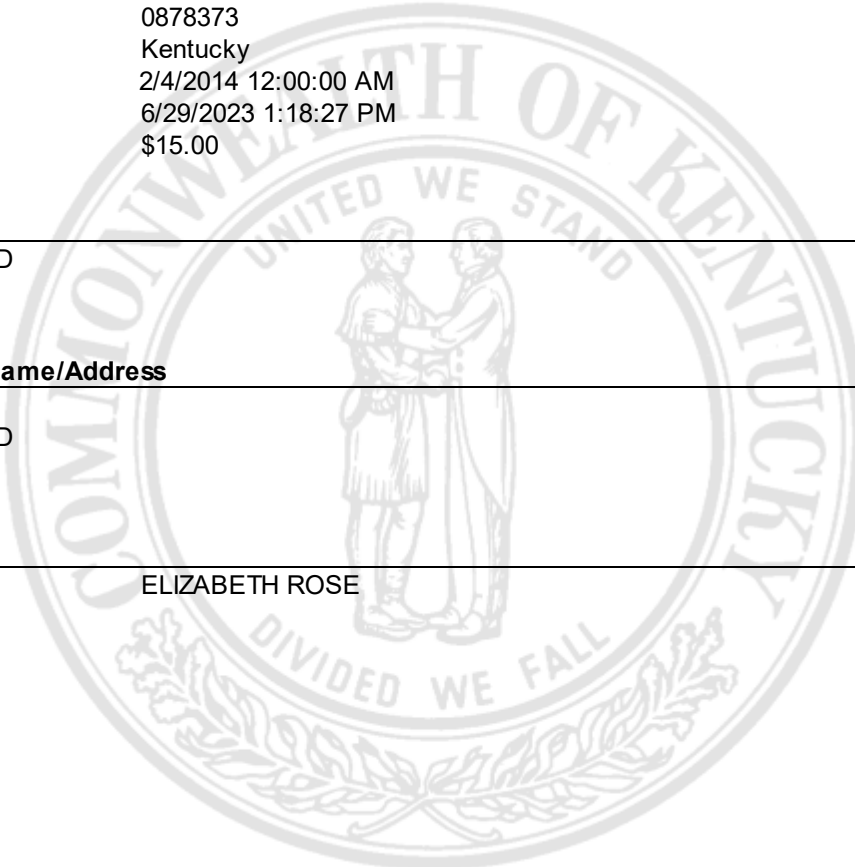 0878373
Kentucky
2/4/2014 12:00:00 AM
6/29/2023 1:18:27 PM
$15.00
COMMONWEALTH OF KENTUCKY
UNITED WE STAND
D
ame/Address
D
ELIZABETH ROSE
DIVIDED WE FALL